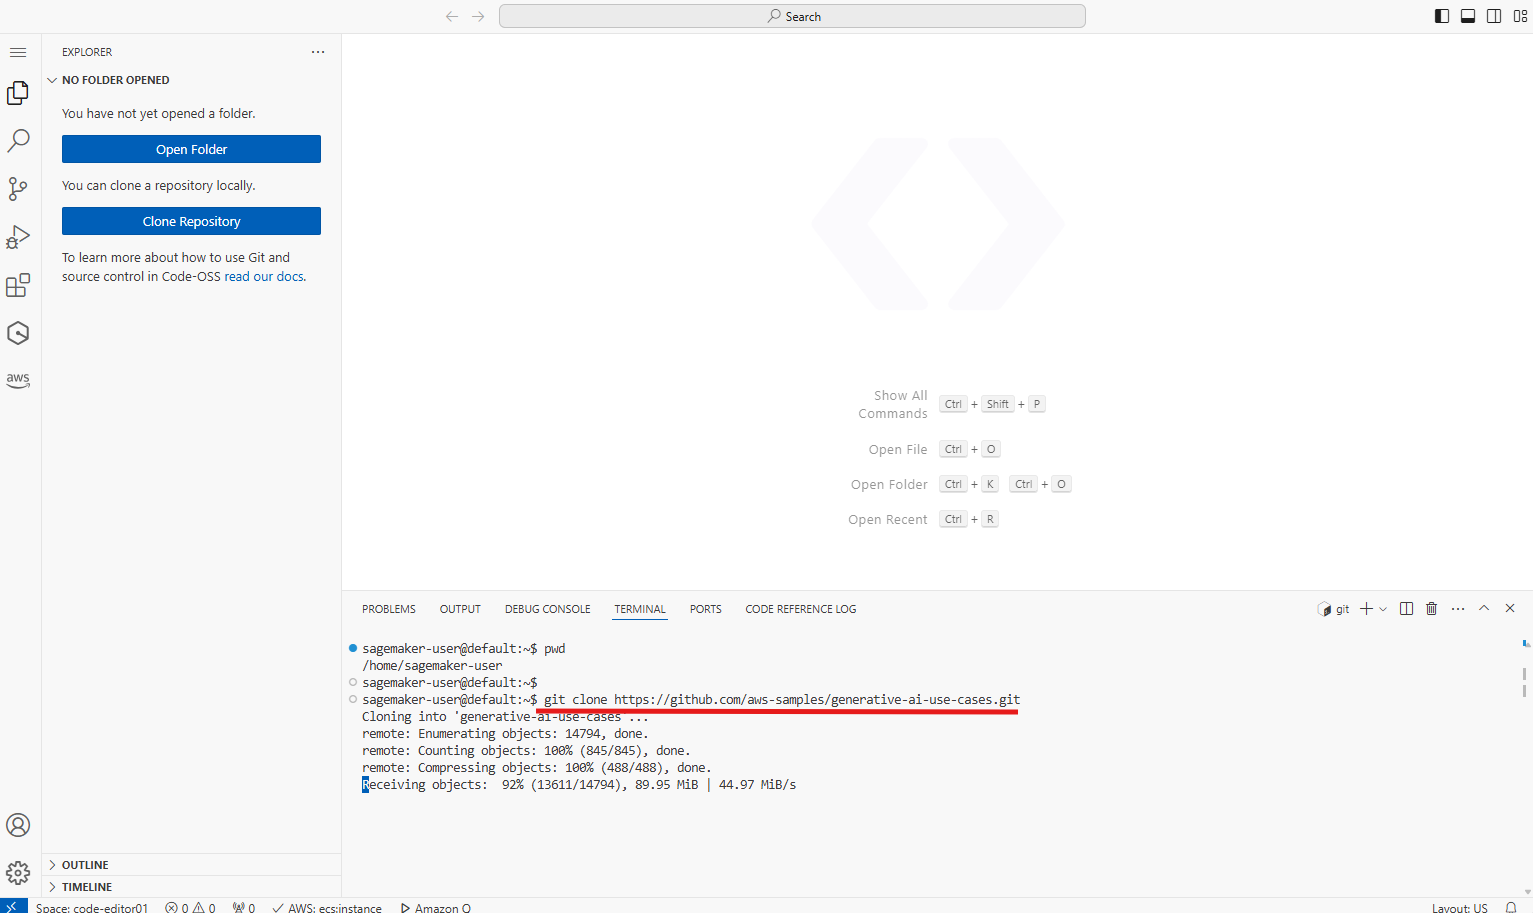 Search
EXPLORER
NO FOLDER OPENED
You have not yet opened a folder.
Open Folder
You can clone a repository locally.
Clone Repository
To learn more about how to use Git and
source control in Code-OSS read our docs.
aws
Show All
Commands
Ctrl + Shift + P
Open File Ctrl + O
Open Folder Ctrl + K Ctrl + O
Open Recent Ctrl + R
PROBLEMS OUTPUT DEBUG CONSOLE TERMINAL PORTS CODE REFERENCE LOG
git
sagemaker-user@default:~$ pwd
/home/sagemaker-user
sagemaker-user@default:~$
sagemaker-user@default:~$ git clone https://github.com/aws-samples/generative-ai-use-cases.git
Cloning into 'generative-ai-use-cases'...
remote: Enumerating objects: 14794, done.
remote: Counting objects: 100% (845/845), done.
remote: Compressing objects: 100% (488/488), done.
Receiving objects:  92% (13611/14794), 89.95 MiB | 44.97 MiB/s
OUTLINE
TIMELINE
Space: code-editor01 0 0 0 AWS: ecs:instance Amazon Q Layout: US